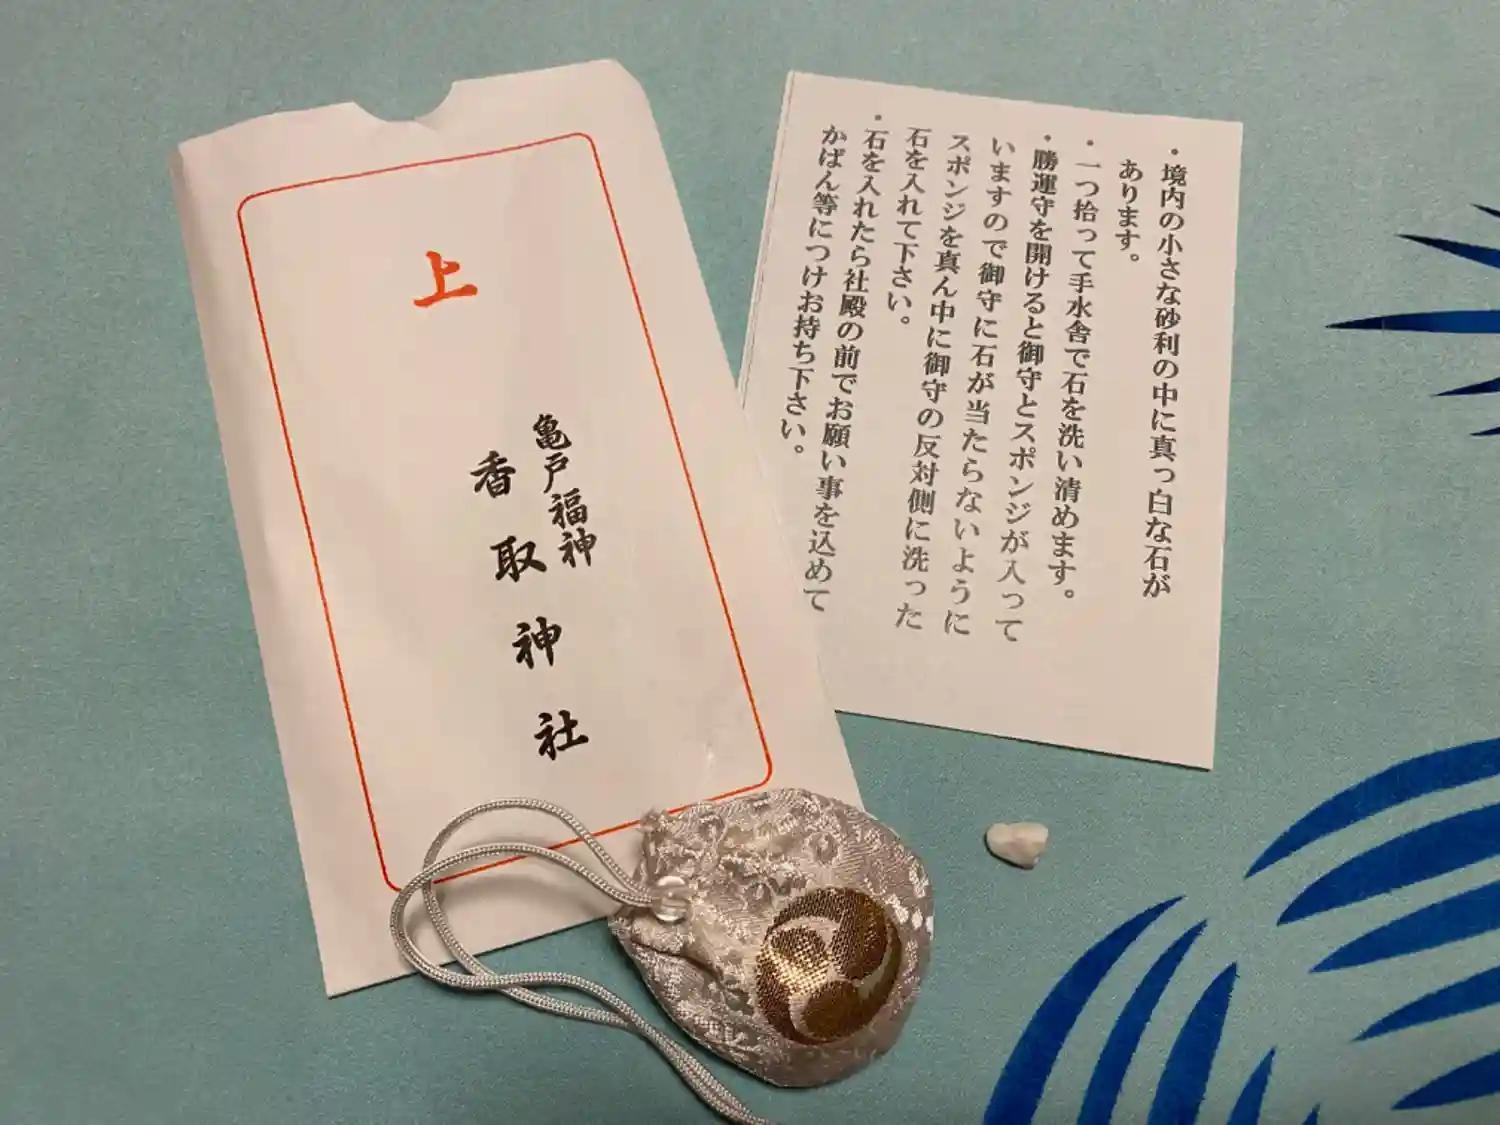 上
亀戸福神
香取神社
・境内の小さな砂利の中に真っ白な石が
あります。
・一つ拾って手水舎で石を洗い清めます。
・勝運守を開けると御守とスポンジが入って
いますので御守に石が当たらないように
スポンジを真ん中に御守の反対側に洗った
石を入れて下さい。
・石を入れたら社殿の前でお願い事を込めて
かばん等につけお持ち下さい。